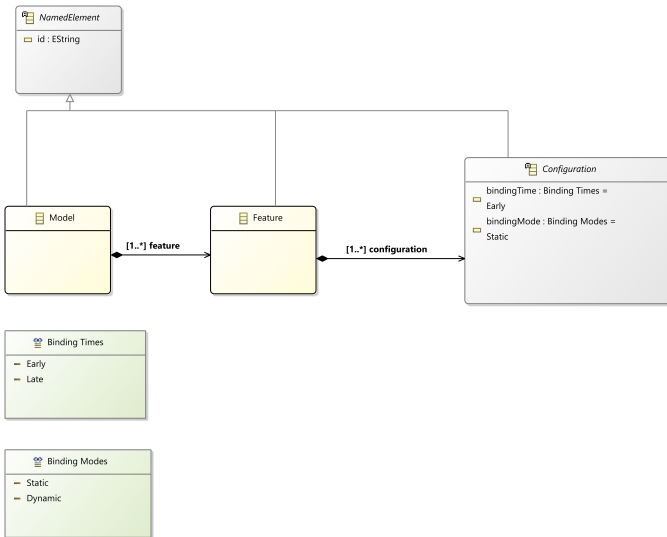 NamedElement
id : EString
Configuration
bindingTime : Binding Times =
Early
bindingMode : Binding Modes =
Static
Model
Feature
[1..*] feature
[1..*] configuration
Binding Times
Early
Late
Binding Modes
Static
Dynamic